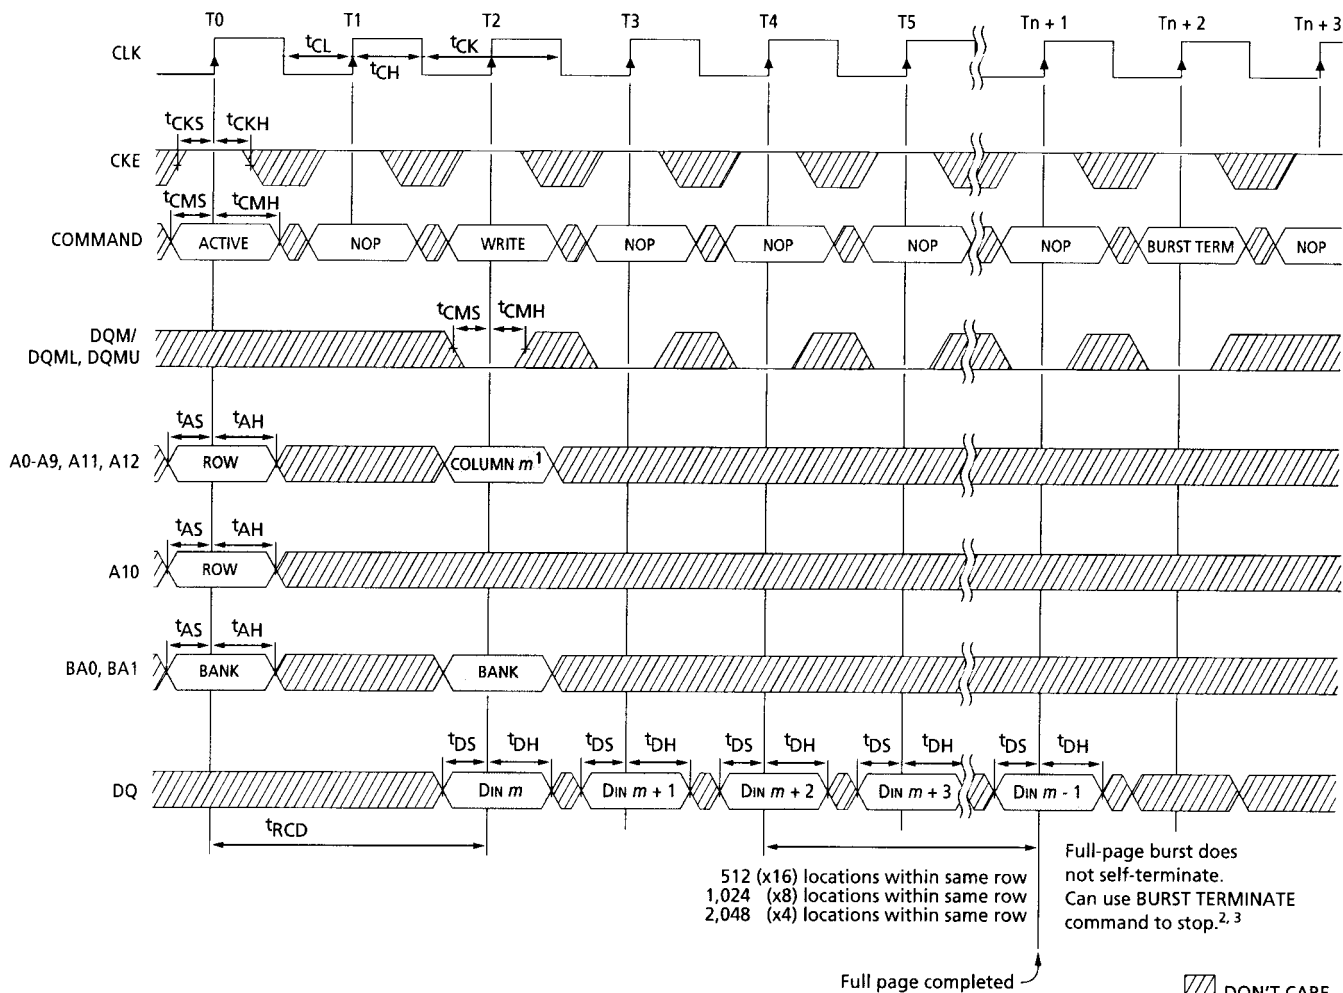 T0 T1 T2 T3 T4 T5 Tn + 1 Tn + 2 Tn + 3
CLK
tCL
tCK
tCH
tCKS tCKH
CKE
tCMS tCMH
COMMAND ACTIVE NOP WRITE NOP NOP NOP NOP BURST TERM NOP
tCMS tCMH
DQM/
DQML, DQMU
tAS tAH
A0-A9, A11, A12 ROW COLUMN m¹
tAS tAH
A10 ROW
tAS tAH
BA0, BA1 BANK BANK
tDS tDH tDS tDH tDS tDH tDS tDH tDS tDH
DQ DIN m DIN m + 1 DIN m + 2 DIN m + 3 DIN m - 1
tRCD
512 (x16) locations within same row
1,024 (x8) locations within same row
2,048 (x4) locations within same row
Full-page burst does
not self-terminate.
Can use BURST TERMINATE
command to stop.2, 3
Full page completed
DON'T CARE